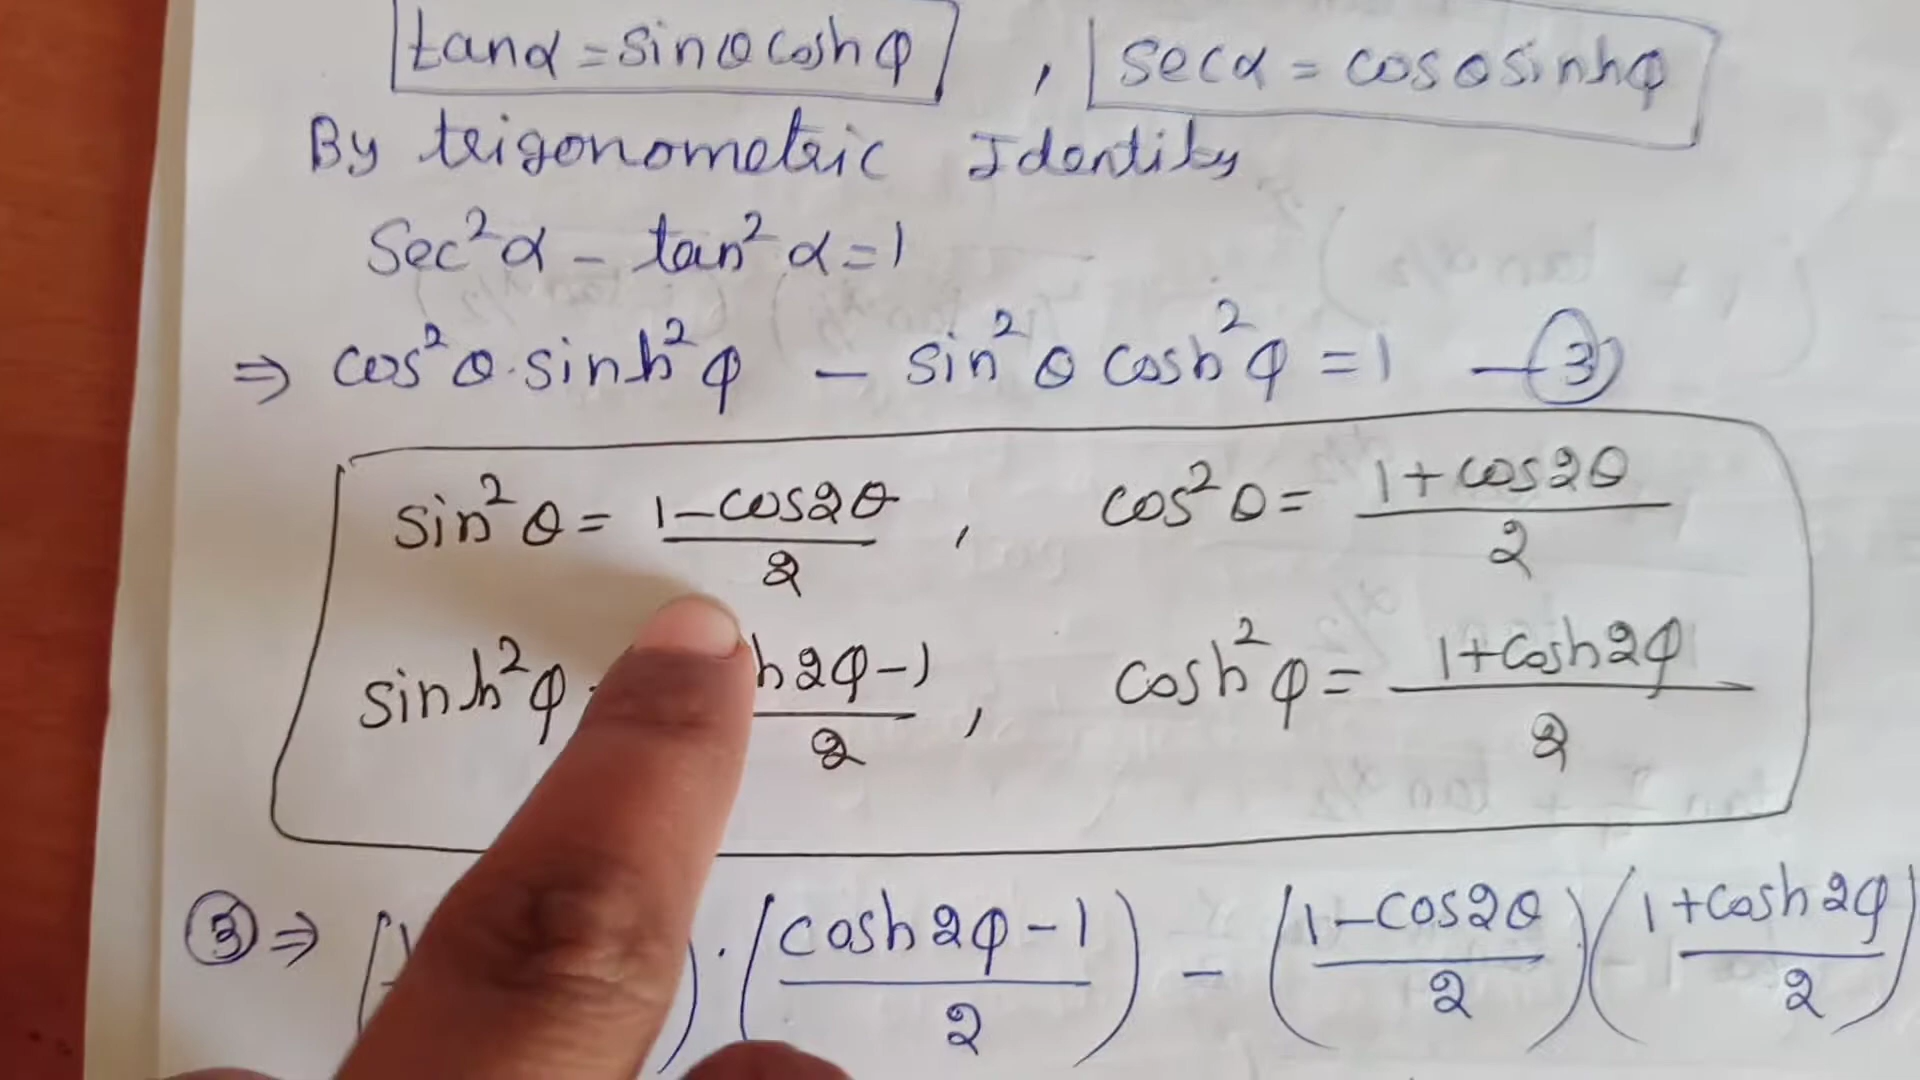 tanα = sinθ coshφ , secα = cosθ sinhφ
By trigonometric Identity
Sec²α - tan²α = 1
⇒ cos²θ · sinh²φ - sin²θ cosh²φ = 1 — ③
sin²θ = (1 - cos2θ)/2 , cos²θ = (1 + cos2θ)/2
sinh²φ h2φ - 1/2 , cosh²φ = (1 + cosh2φ)/2
③ ⇒ ( ) · ((cosh2φ - 1)/2) - ((1 - cos2θ)/2) ((1 + cosh2φ)/2)